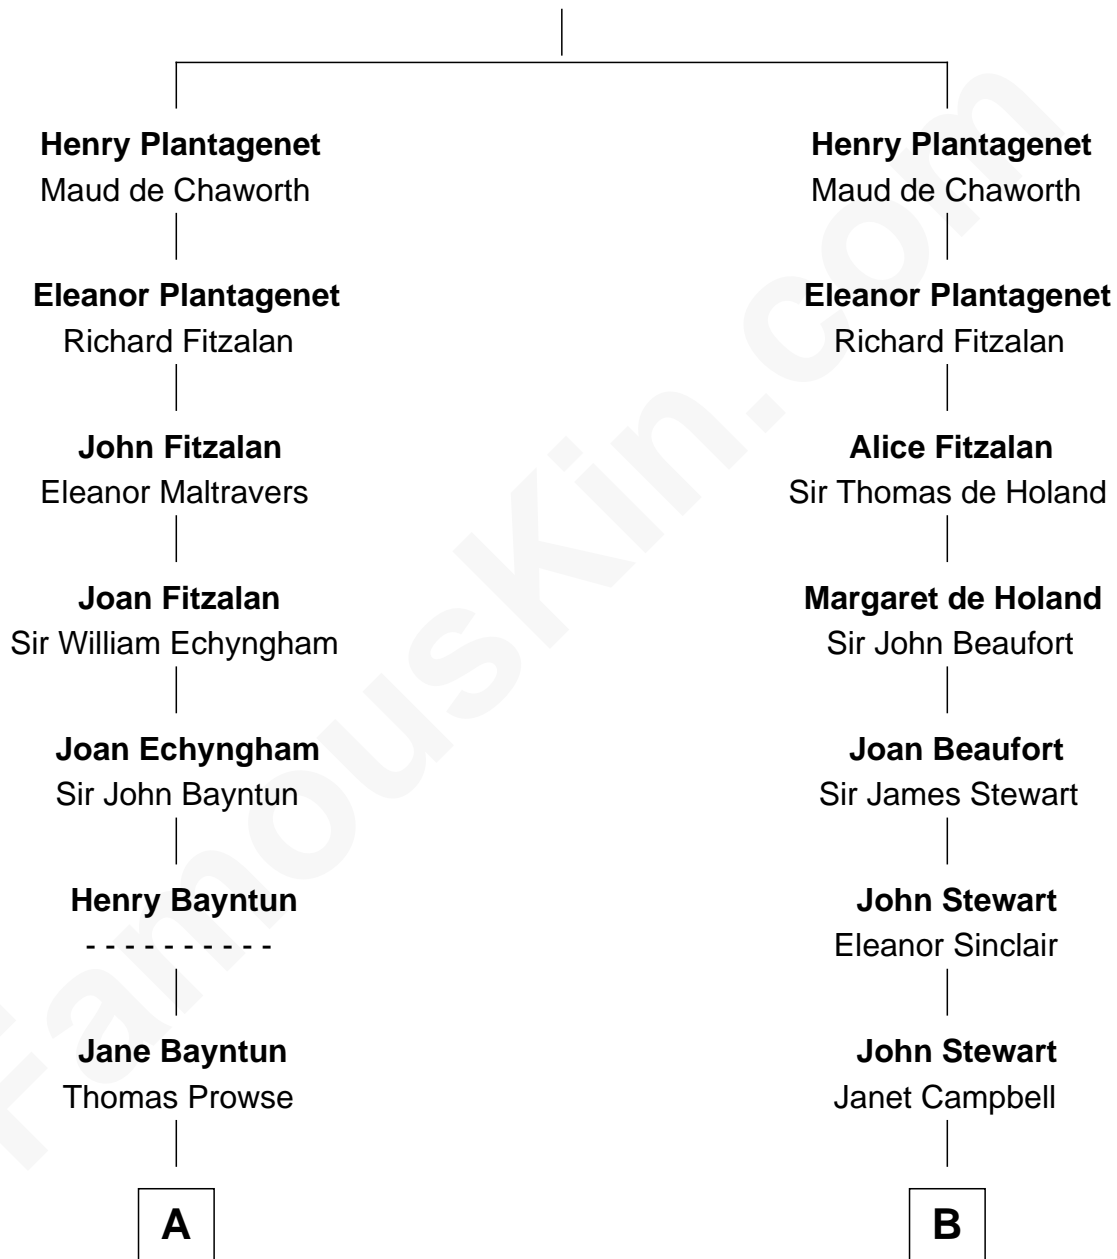 Henry Plantagenet
Maud de Chaworth
Eleanor Plantagenet
Richard Fitzalan
John Fitzalan
Eleanor Maltravers
Joan Fitzalan
Sir William Echyngham
Joan Echyngham
Sir John Bayntun
Henry Bayntun
- - - - - - - - - -
Jane Bayntun
Thomas Prowse
A
Henry Plantagenet
Maud de Chaworth
Eleanor Plantagenet
Richard Fitzalan
Alice Fitzalan
Sir Thomas de Holand
Margaret de Holand
Sir John Beaufort
Joan Beaufort
Sir James Stewart
John Stewart
Eleanor Sinclair
John Stewart
Janet Campbell
B
FamousKin.com